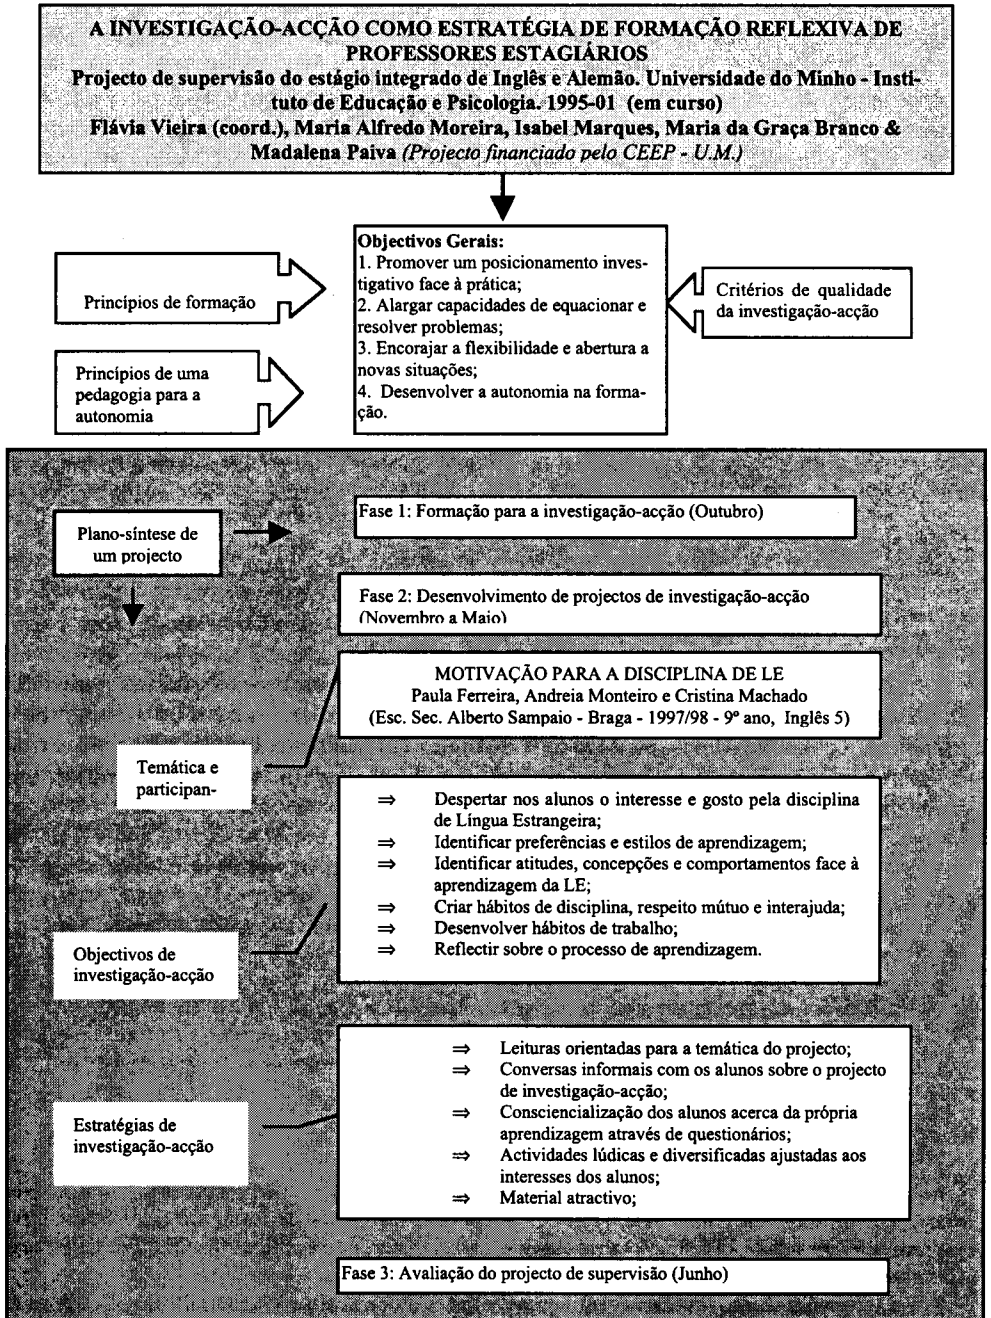 A INVESTIGAÇÃO-ACÇÃO COMO ESTRATÉGIA DE FORMAÇÃO REFLEXIVA DE
PROFESSORES ESTAGIÁRIOS
Projecto de supervisão do estágio integrado de Inglês e Alemão. Universidade do Minho - Insti-
tuto de Educação e Psicologia. 1995-01 (em curso)
Flávia Vieira (coord.), Maria Alfredo Moreira, Isabel Marques, Maria da Graça Branco &
Madalena Paiva (Projecto financiado pelo CEEP - U.M.)
Princípios de formação
Princípios de uma
pedagogia para a
autonomia
Objectivos Gerais:
1. Promover um posicionamento inves-
tigativo face à prática;
2. Alargar capacidades de equacionar e
resolver problemas;
3. Encorajar a flexibilidade e abertura a
novas situações;
4. Desenvolver a autonomia na forma-
ção.
Critérios de qualidade
da investigação-acção
Plano-síntese de
um projecto
Fase 1: Formação para a investigação-acção (Outubro)
Fase 2: Desenvolvimento de projectos de investigação-acção
(Novembro a Maio)
Temática e
participan-
MOTIVAÇÃO PARA A DISCIPLINA DE LE
Paula Ferreira, Andreia Monteiro e Cristina Machado
(Esc. Sec. Alberto Sampaio - Braga - 1997/98 - 9º ano, Inglês 5)
Objectivos de
investigação-acção
⇒ Despertar nos alunos o interesse e gosto pela disciplina
de Língua Estrangeira;
⇒ Identificar preferências e estilos de aprendizagem;
⇒ Identificar atitudes, concepções e comportamentos face à
aprendizagem da LE;
⇒ Criar hábitos de disciplina, respeito mútuo e interajuda;
⇒ Desenvolver hábitos de trabalho;
⇒ Reflectir sobre o processo de aprendizagem.
Estratégias de
investigação-acção
⇒ Leituras orientadas para a temática do projecto;
⇒ Conversas informais com os alunos sobre o projecto
de investigação-acção;
⇒ Consciencialização dos alunos acerca da própria
aprendizagem através de questionários;
⇒ Actividades lúdicas e diversificadas ajustadas aos
interesses dos alunos;
⇒ Material atractivo;
Fase 3: Avaliação do projecto de supervisão (Junho)